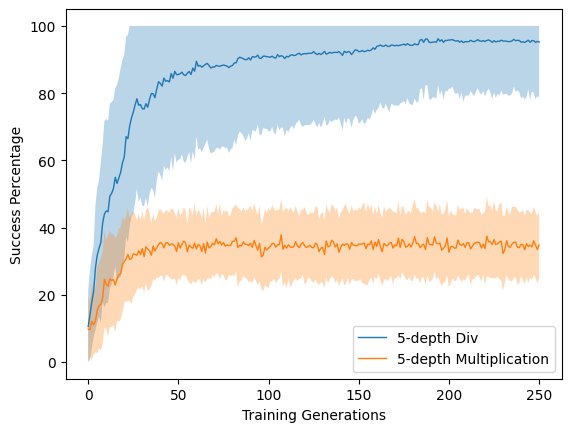 100
80
60
40
20
0
Success Percentage
5-depth Div
5-depth Multiplication
0 50 100 150 200 250
Training Generations